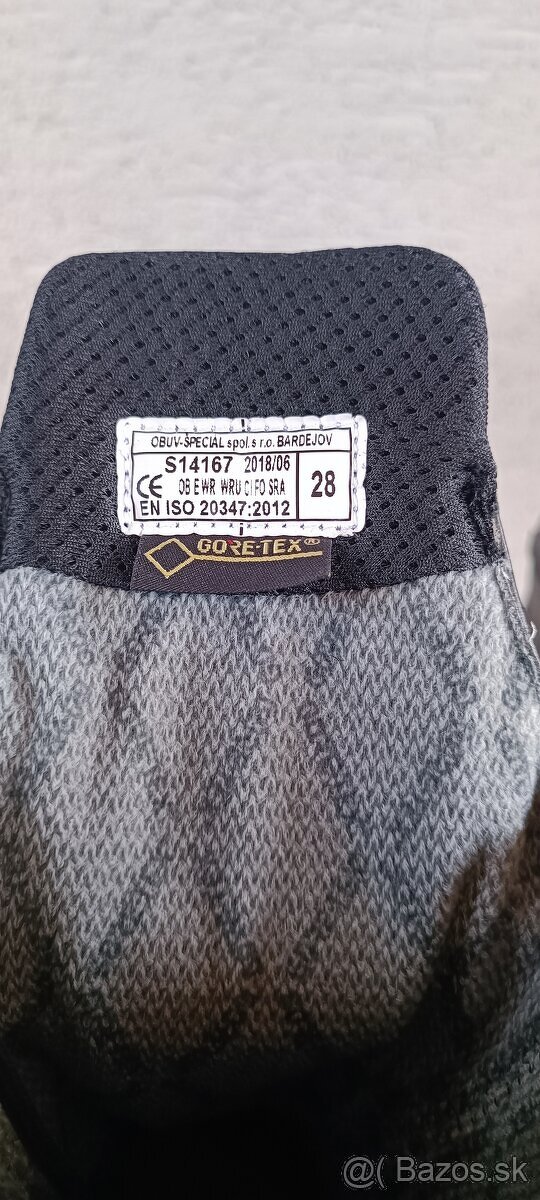 OBUV-ŠPECIAL spol. s r.o. BARDEJOV
S14167 2018/06
CE OB E WR WRU CI FO SRA 28
EN ISO 20347:2012
GORE-TEX®
@( Bazos.sk